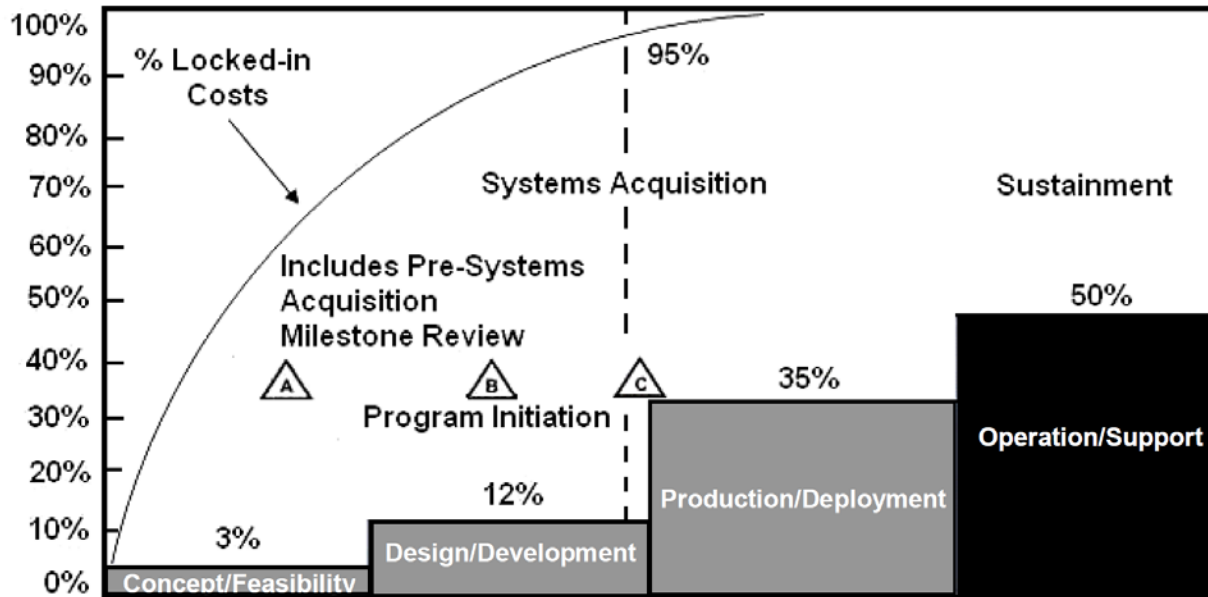 100%
90%
80%
70%
60%
50%
40%
30%
20%
10%
0%
% Locked-in
Costs
95%
Systems Acquisition
Sustainment
Includes Pre-Systems
Acquisition
Milestone Review
A
B
C
Program Initiation
3%
12%
35%
50%
Concept/Feasibility
Design/Development
Production/Deployment
Operation/Support